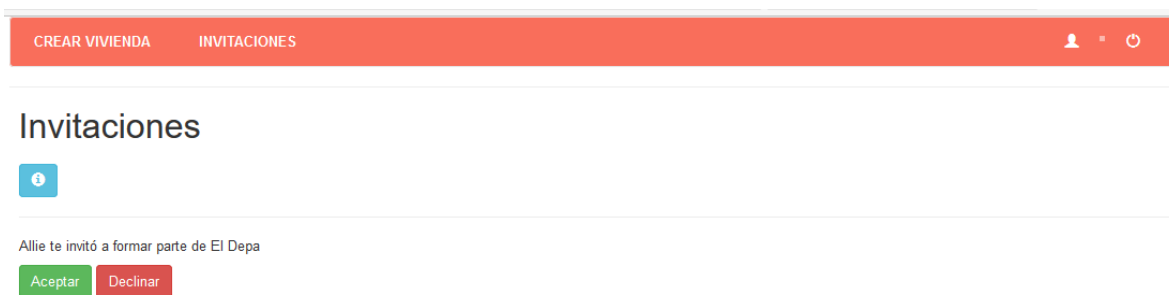 CREAR VIVIENDA INVITACIONES
Invitaciones
Allie te invitó a formar parte de El Depa
Aceptar Declinar